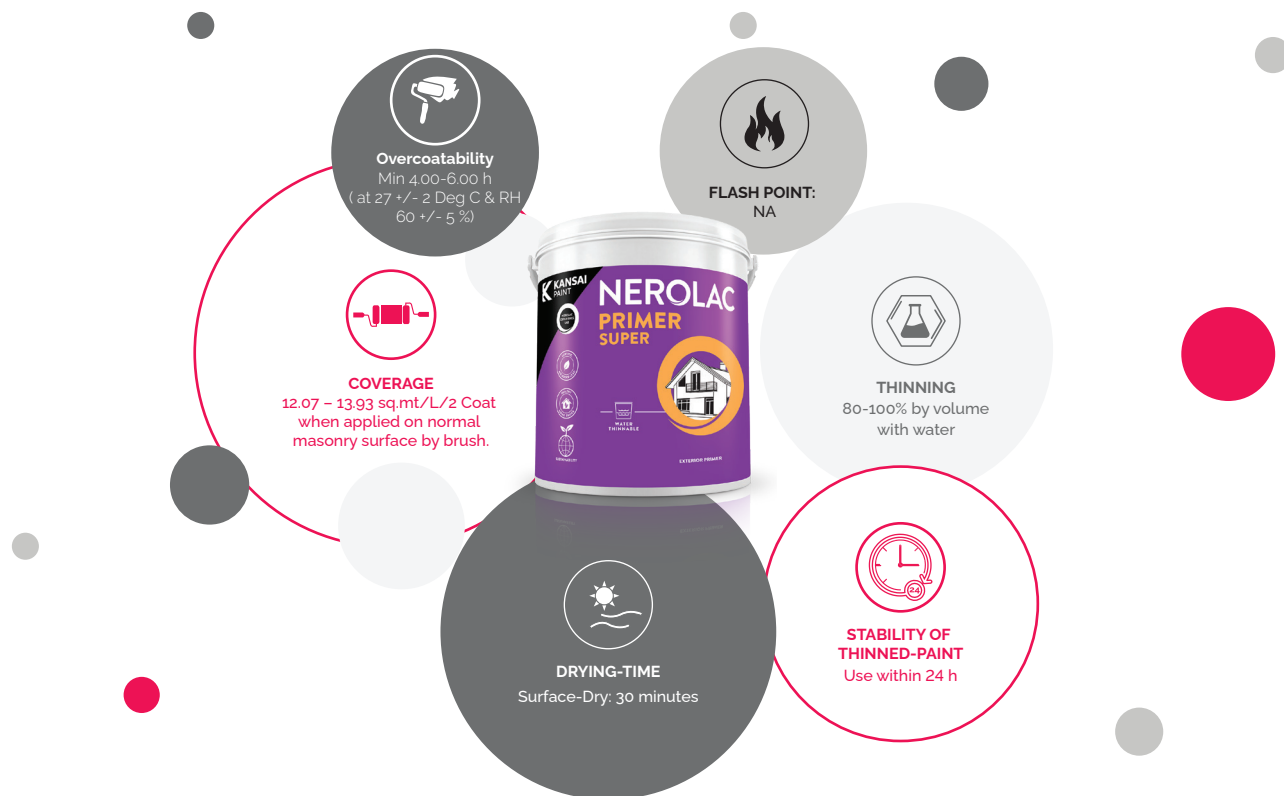 Overcoatability
Min 4.00-6.00 h
( at 27 +/- 2 Deg C & RH
60 +/- 5 %)
FLASH POINT:
NA
COVERAGE
12.07 – 13.93 sq.mt/L/2 Coat
when applied on normal
masonry surface by brush.
KANSAI
PAINT
NEROLAC
PRIMER
SUPER
WATER
THINNABLE
EXTERIOR PRIMER
THINNING
80-100% by volume
with water
DRYING-TIME
Surface-Dry: 30 minutes
24
STABILITY OF
THINNED-PAINT
Use within 24 h